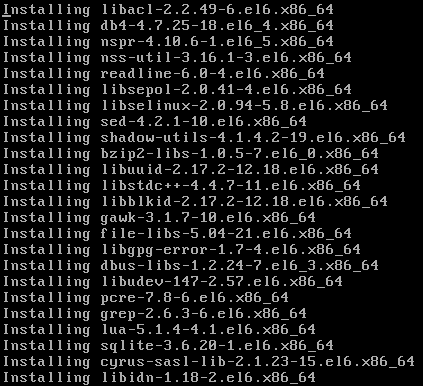 Installing libacl-2.2.49-6.el6.x86_64
Installing db4-4.7.25-18.el6_4.x86_64
Installing nspr-4.10.6-1.el6_5.x86_64
Installing nss-util-3.16.1-3.el6.x86_64
Installing readline-6.0-4.el6.x86_64
Installing libsepol-2.0.41-4.el6.x86_64
Installing libselinux-2.0.94-5.8.el6.x86_64
Installing sed-4.2.1-10.el6.x86_64
Installing shadow-utils-4.1.4.2-19.el6.x86_64
Installing bzip2-libs-1.0.5-7.el6_0.x86_64
Installing libuuid-2.17.2-12.18.el6.x86_64
Installing libstdc++-4.4.7-11.el6.x86_64
Installing libblkid-2.17.2-12.18.el6.x86_64
Installing gawk-3.1.7-10.el6.x86_64
Installing file-libs-5.04-21.el6.x86_64
Installing libgpg-error-1.7-4.el6.x86_64
Installing dbus-libs-1.2.24-7.el6_3.x86_64
Installing libudev-147-2.57.el6.x86_64
Installing pcre-7.8-6.el6.x86_64
Installing grep-2.6.3-6.el6.x86_64
Installing lua-5.1.4-4.1.el6.x86_64
Installing sqlite-3.6.20-1.el6.x86_64
Installing cyrus-sasl-lib-2.1.23-15.el6.x86_64
Installing libidn-1.18-2.el6.x86_64